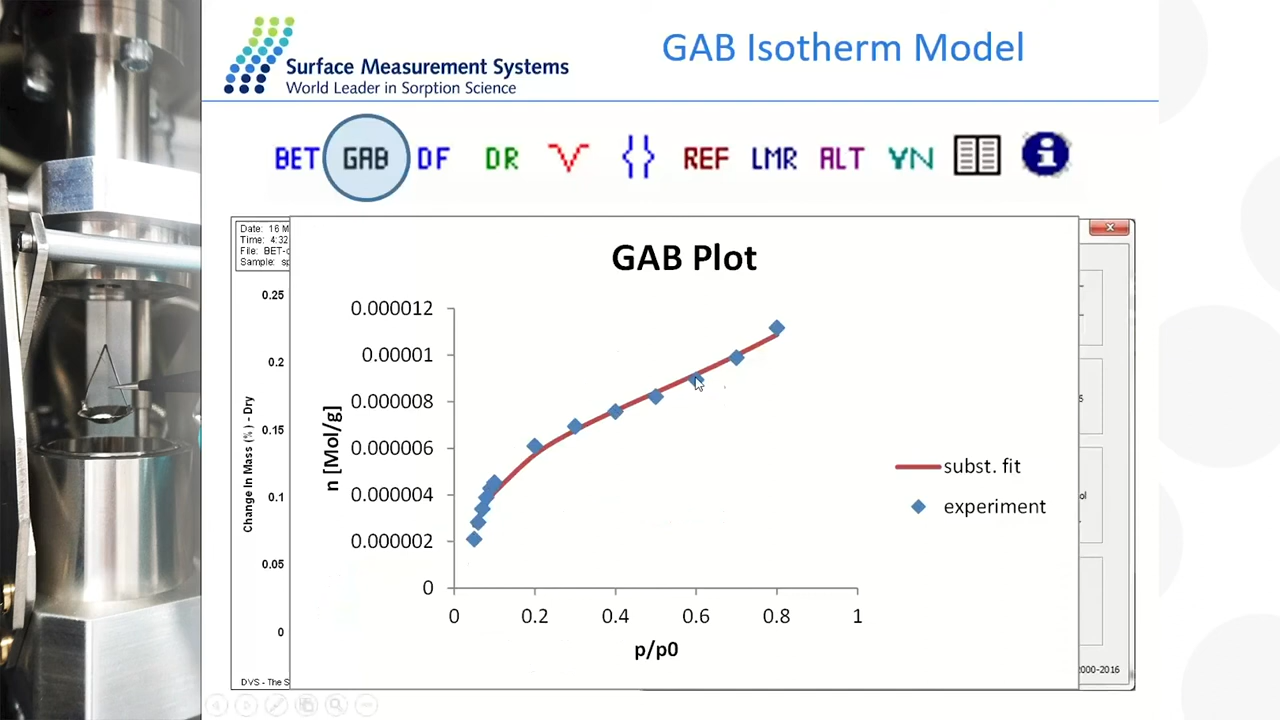 GAB Isotherm Model
Surface Measurement Systems
World Leader in Sorption Science
BET GAB DF DR REF LMR ALT YN
Date: 16 M
Time: 4:32
File: BET-
Sample: sp
GAB Plot
0.25
0.2
0.15
0.1
0.05
0
Change In Mass (%) - Dry
0.000012
0.00001
0.000008
0.000006
0.000004
0.000002
0
n [Mol/g]
0 0.2 0.4 0.6 0.8 1
p/p0
subst. fit
experiment
DVS - The S
2000-2016